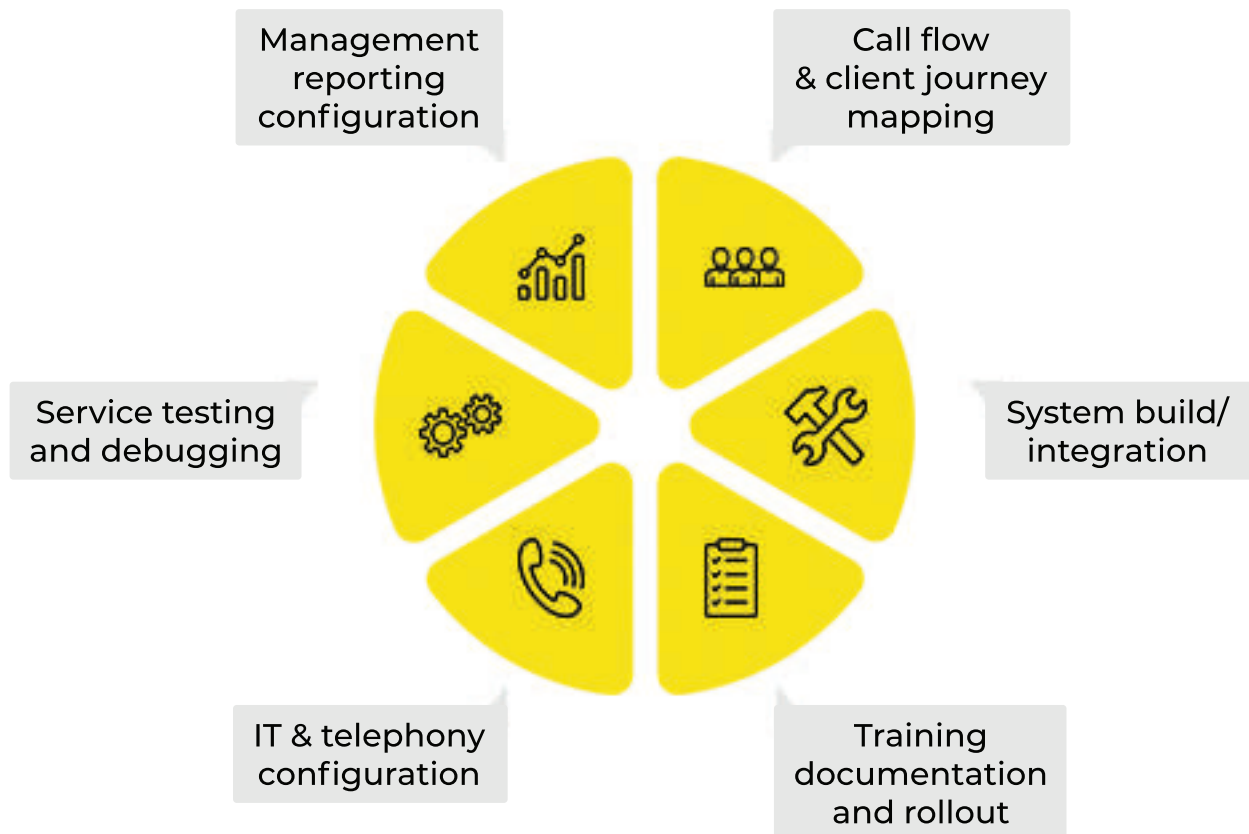 Management
reporting
configuration
Call flow
& client journey
mapping
Service testing
and debugging
System build/
integration
IT & telephony
configuration
Training
documentation
and rollout